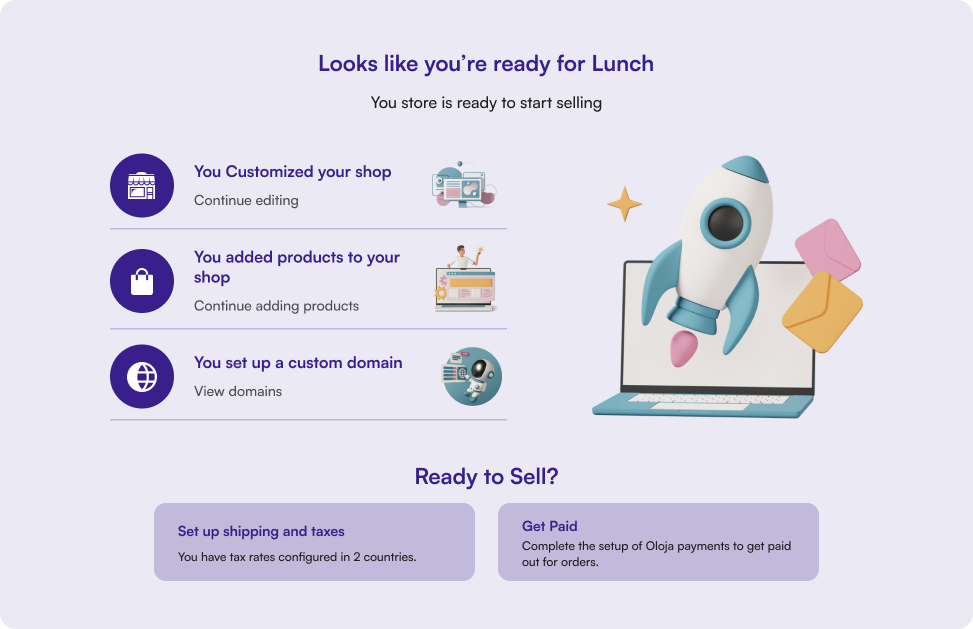 Looks like you’re ready for Lunch
You store is ready to start selling
You Customized your shop
Continue editing
You added products to your
shop
Continue adding products
You set up a custom domain
View domains
Ready to Sell?
Set up shipping and taxes
You have tax rates configured in 2 countries.
Get Paid
Complete the setup of Oloja payments to get paid
out for orders.